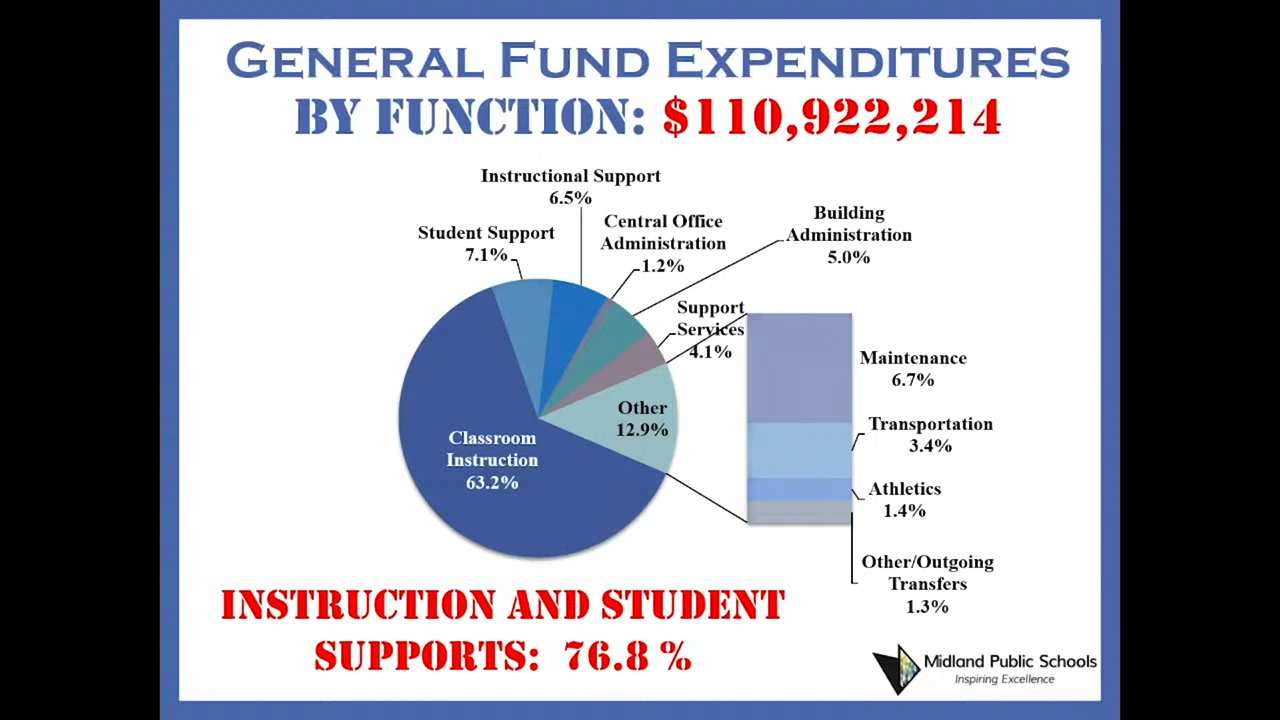 GENERAL FUND EXPENDITURES
BY FUNCTION: $110,922,214
Instructional Support
6.5%
Student Support
7.1%
Central Office
Administration
1.2%
Building
Administration
5.0%
Support
Services
4.1%
Other
12.9%
Classroom
Instruction
63.2%
Maintenance
6.7%
Transportation
3.4%
Athletics
1.4%
Other/Outgoing
Transfers
1.3%
INSTRUCTION AND STUDENT
SUPPORTS: 76.8 %
Midland Public Schools
Inspiring Excellence